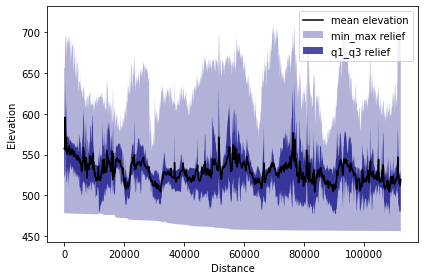 mean elevation
min_max relief
q1_q3 relief
Elevation
700
650
600
550
500
450
0
20000
40000
60000
80000
100000
Distance